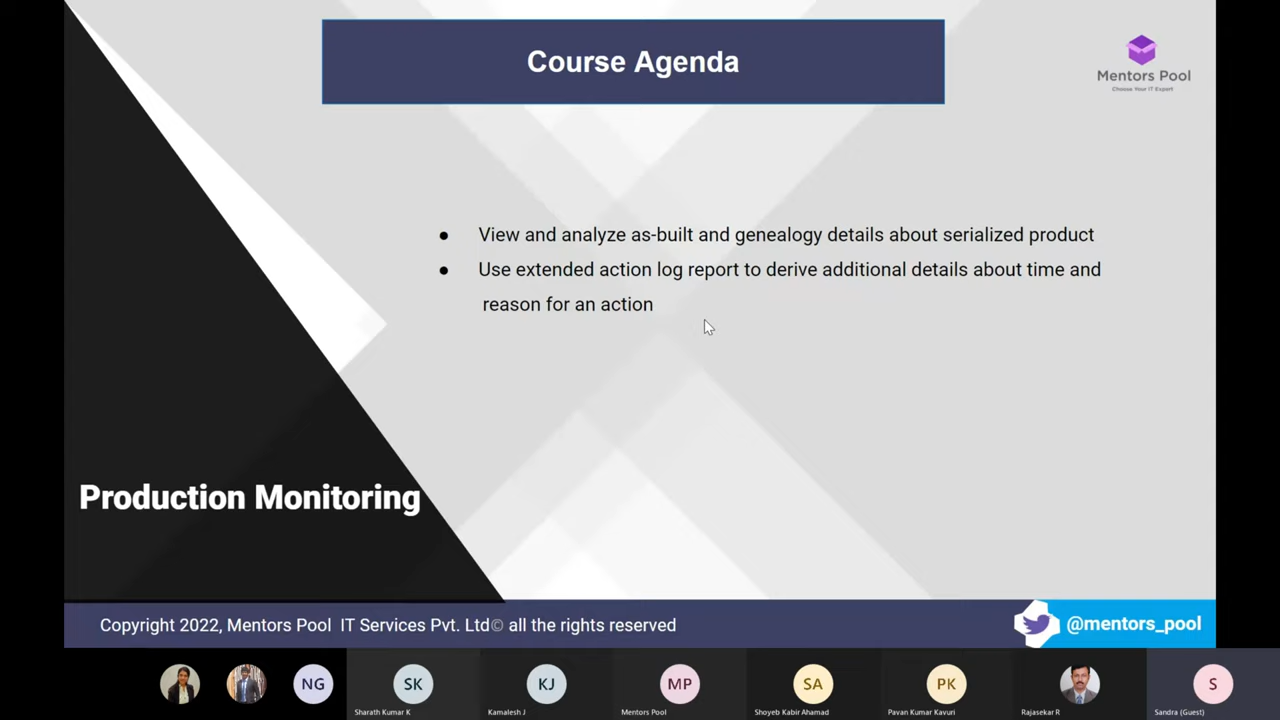 Course Agenda
Mentors Pool
Choose Your IT Expert
● View and analyze as-built and genealogy details about serialized product
● Use extended action log report to derive additional details about time and
reason for an action
Production Monitoring
Copyright 2022, Mentors Pool IT Services Pvt. Ltd© all the rights reserved
@mentors_pool
NG
SK
KJ
MP
SA
PK
S
Sharath Kumar K
Kamalesh J
Mentors Pool
Shoyeb Kabir Ahamad
Pavan Kumar Kavuri
Rajasekar R
Sandra (Guest)